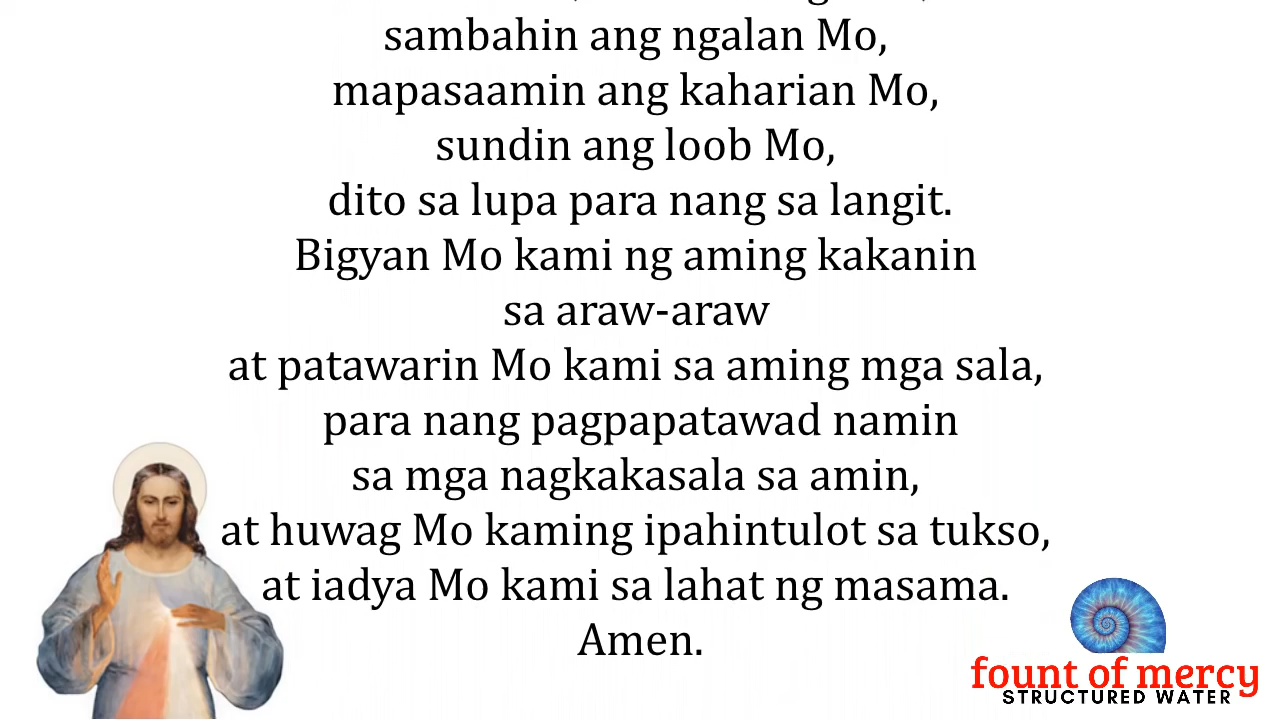 sambahin ang ngalan Mo,
mapasaamin ang kaharian Mo,
sundin ang loob Mo,
dito sa lupa para nang sa langit.
Bigyan Mo kami ng aming kakanin
sa araw-araw
at patawarin Mo kami sa aming mga sala,
para nang pagpapatawad namin
sa mga nagkakasala sa amin,
at huwag Mo kaming ipahintulot sa tukso,
at iadya Mo kami sa lahat ng masama.
Amen.
fount of mercy
STRUCTURED WATER